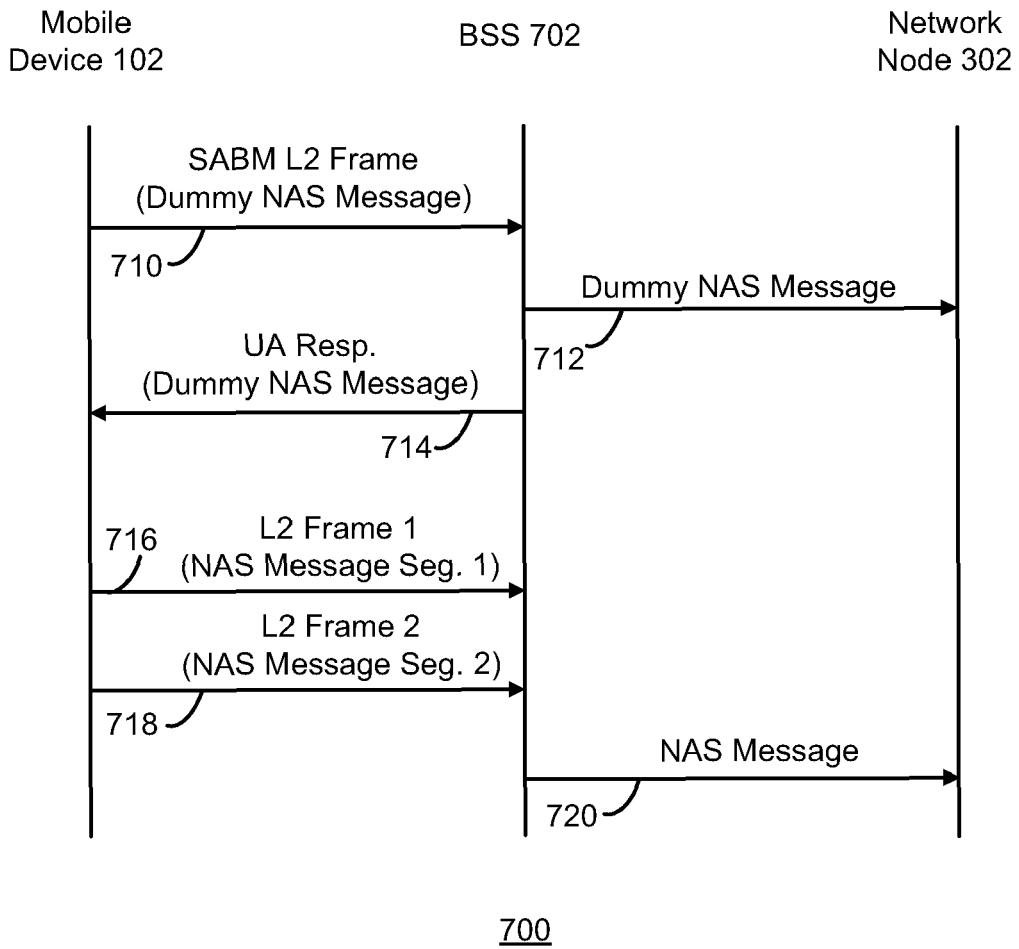 Mobile
Device 102
BSS 702
Network
Node 302
SABM L2 Frame
(Dummy NAS Message)
710
Dummy NAS Message
712
UA Resp.
(Dummy NAS Message)
714
716
L2 Frame 1
(NAS Message Seg. 1)
L2 Frame 2
(NAS Message Seg. 2)
718
NAS Message
720
700